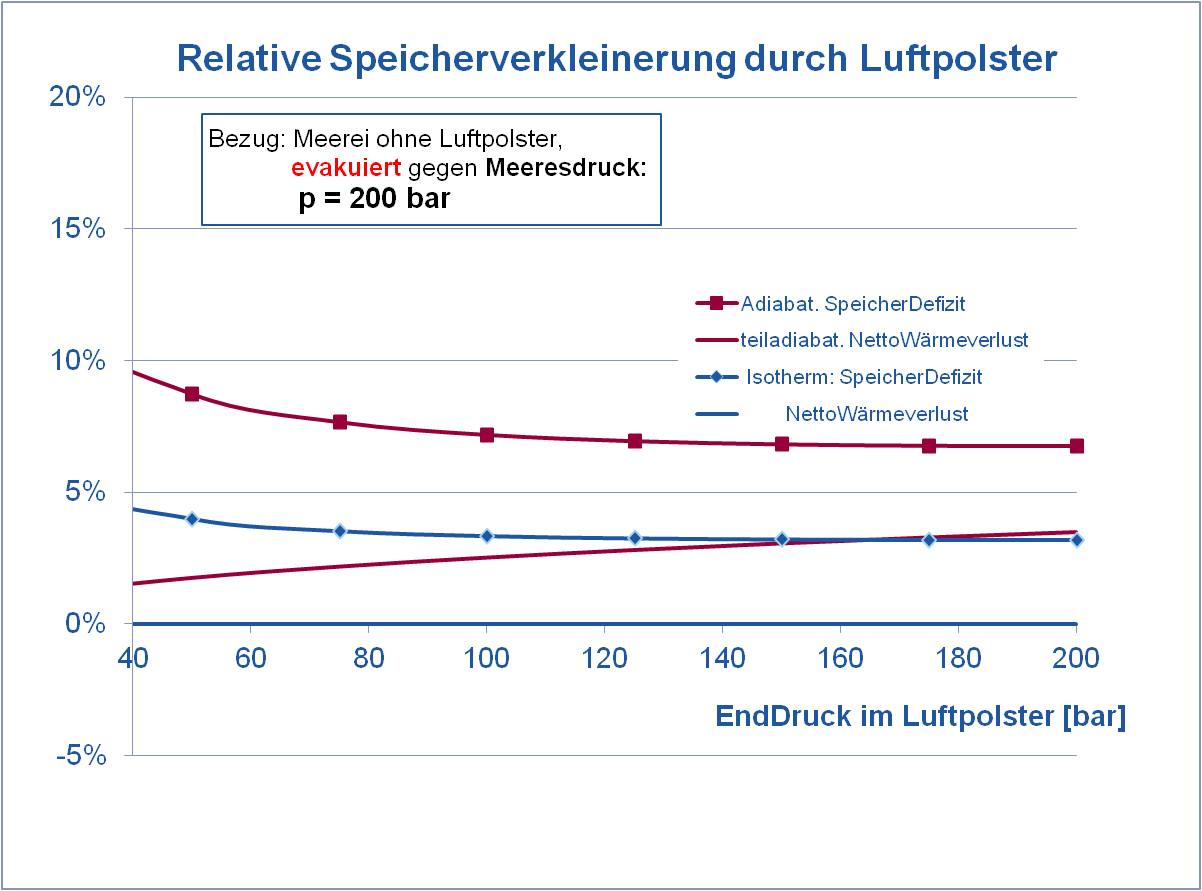 Relative Speicherverkleinerung durch Luftpolster
20%
Bezug: Meerei ohne Luftpolster,
evakuiert gegen Meeresdruck:
p = 200 bar
15%
Adiabat. SpeicherDefizit
teiladiabat. NettoWärmeverlust
10%
Isotherm: SpeicherDefizit
NettoWärmeverlust
5%
0%
40 60 80 100 120 140 160 180 200
EndDruck im Luftpolster [bar]
-5%